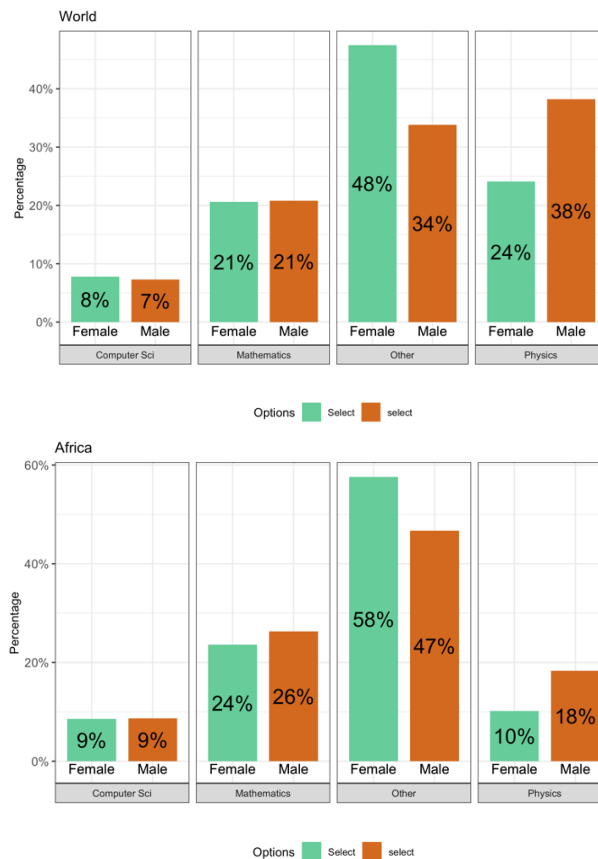 World
40%
30%
20%
10%
0%
Percentage
8% 7% 21% 21% 48% 34% 24% 38%
Female Male Female Male Female Male Female Male
Computer Sci Mathematics Other Physics
Options Select select
Africa
60%
40%
20%
0%
Percentage
9% 9% 24% 26% 58% 47% 10% 18%
Female Male Female Male Female Male Female Male
Computer Sci Mathematics Other Physics
Options Select select